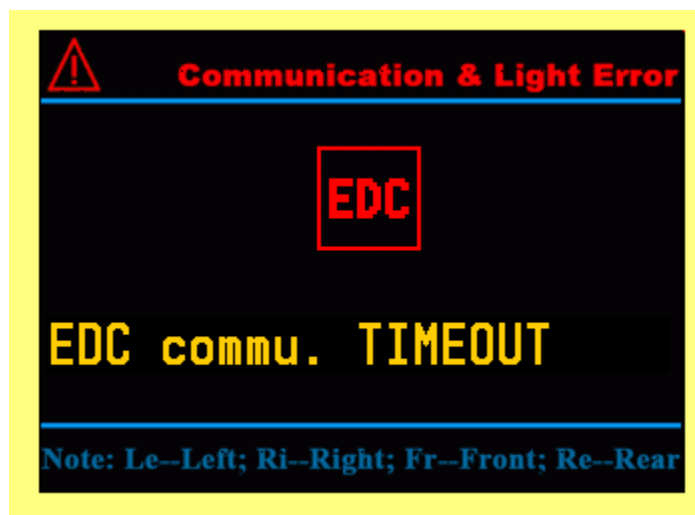 Communication & Light Error
EDC
EDC commu. TIMEOUT
Note: Le--Left; Ri--Right; Fr--Front; Re--Rear